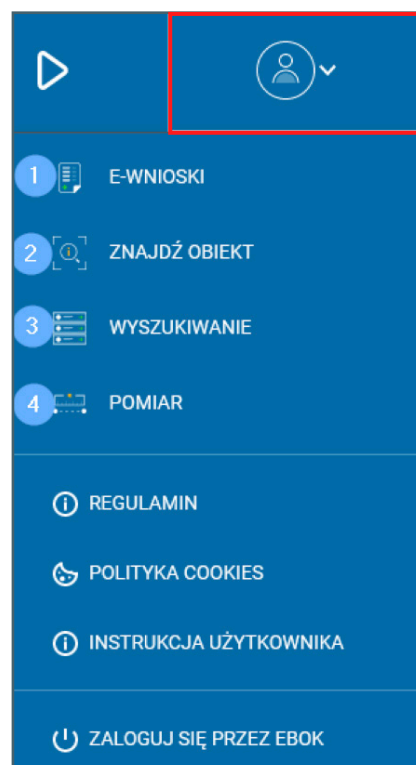 1 E-WNIOSKI
2 ZNAJDŹ OBIEKT
3 WYSZUKIWANIE
4 POMIAR
REGULAMIN
POLITYKA COOKIES
INSTRUKCJA UŻYTKOWNIKA
ZALOGUJ SIĘ PRZEZ EBOK